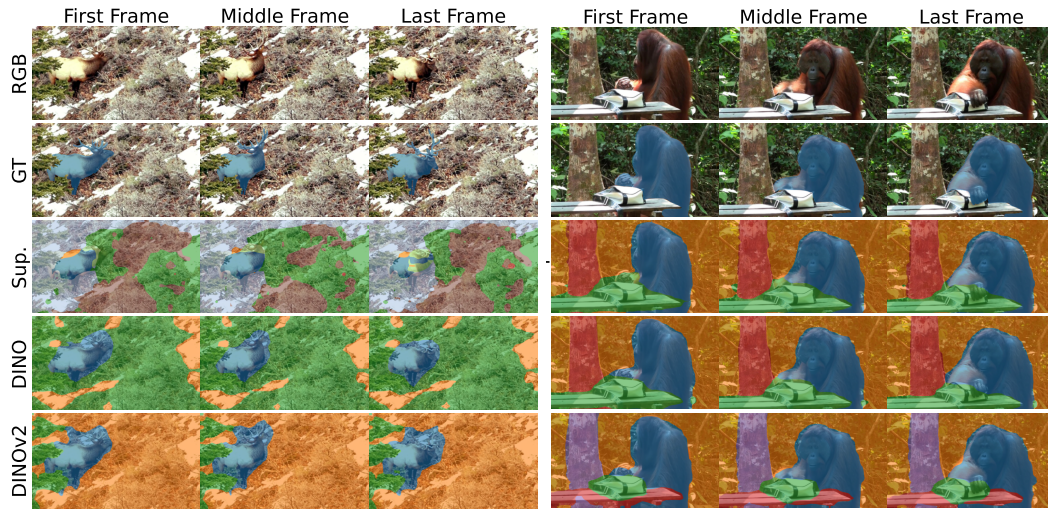 First Frame Middle Frame Last Frame First Frame Middle Frame Last Frame
RGB
GT
Sup.
DINO
DINOv2